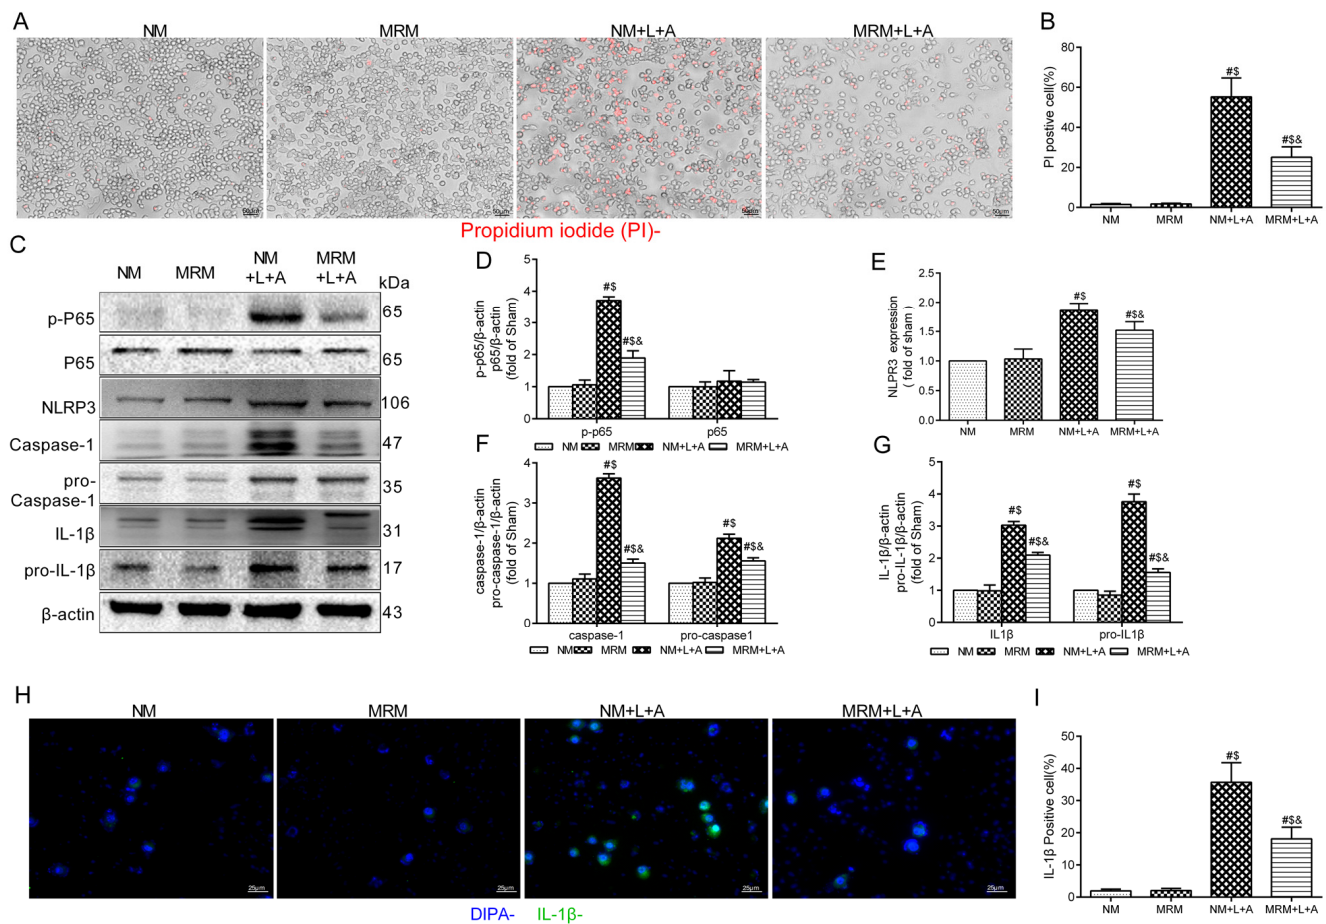 A
NM
MRM
NM+L+A
MRM+L+A
50μm
50μm
50μm
50μm
Propidium iodide (PI)-
B
PI postive cell(%)
80
60
40
20
0
NM
MRM
NM+L+A
MRM+L+A
#$
#$&
C
NM
MRM
NM
+L+A
MRM
+L+A
kDa
p-P65
65
P65
65
NLRP3
106
Caspase-1
47
pro-
Caspase-1
35
IL-1β
31
pro-IL-1β
17
β-actin
43
D
p-p65/β-actin
p65/β-actin
(fold of Sham)
5
4
3
2
1
0
#$
#$&
p-p65
p65
NM
MRM
NM+L+A
MRM+L+A
E
NLPR3 expression
( fold of sham )
2.5
2.0
1.5
1.0
0.5
0.0
#$
#$&
NM
MRM
NM+L+A
MRM+L+A
F
caspase-1/β-actin
pro-caspase-1/β-actin
(fold of Sham)
4
3
2
1
0
#$
#$&
#$
#$&
caspase-1
pro-caspase1
NM
MRM
NM+L+A
MRM+L+A
G
IL-1β/β-actin
pro-IL-1β/β-actin
(fold of Sham)
5
4
3
2
1
0
#$
#$&
#$
#$&
IL1β
pro-IL1β
NM
MRM
NM+L+A
MRM+L+A
H
NM
MRM
NM+L+A
MRM+L+A
25μm
25μm
25μm
25μm
DIPA-
IL-1β-
I
IL-1β Positive cell(%)
50
40
30
20
10
0
#$
#$&
NM
MRM
NM+L+A
MRM+L+A